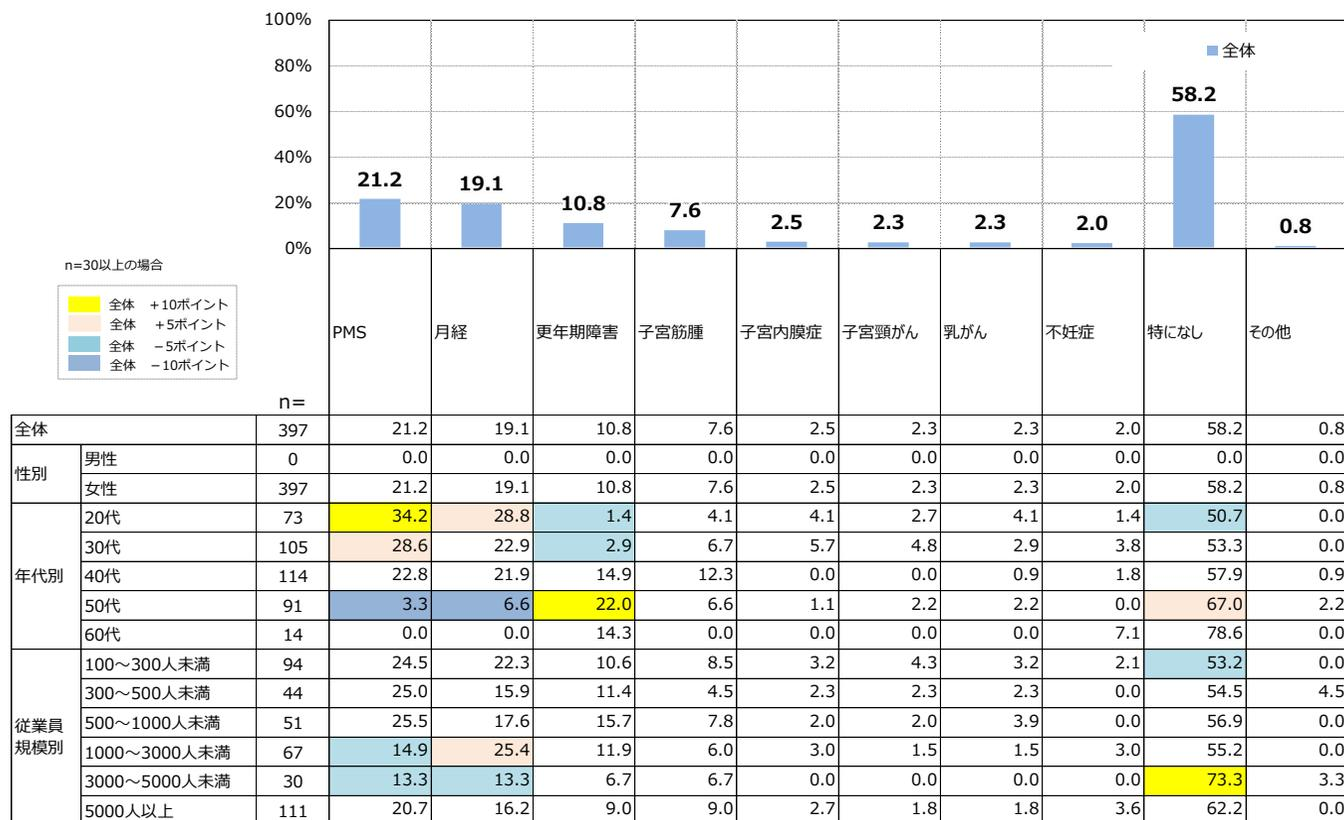 100%
80%
60%
40%
20%
0%
全体
21.2 19.1 10.8 7.6 2.5 2.3 2.3 2.0 58.2 0.8
n=30以上の場合
全体 +10ポイント
全体 +5ポイント
全体 -5ポイント
全体 -10ポイント
PMS 月経 更年期障害 子宮筋腫 子宮内膜症 子宮頸がん 乳がん 不妊症 特になし その他
n=
全体 397 21.2 19.1 10.8 7.6 2.5 2.3 2.3 2.0 58.2 0.8
性別
男性 0 0.0 0.0 0.0 0.0 0.0 0.0 0.0 0.0 0.0 0.0
女性 397 21.2 19.1 10.8 7.6 2.5 2.3 2.3 2.0 58.2 0.8
年代別
20代 73 34.2 28.8 1.4 4.1 4.1 2.7 4.1 1.4 50.7 0.0
30代 105 28.6 22.9 2.9 6.7 5.7 4.8 2.9 3.8 53.3 0.0
40代 114 22.8 21.9 14.9 12.3 0.0 0.0 0.9 1.8 57.9 0.9
50代 91 3.3 6.6 22.0 6.6 1.1 2.2 2.2 0.0 67.0 2.2
60代 14 0.0 0.0 14.3 0.0 0.0 0.0 0.0 7.1 78.6 0.0
従業員
規模別
100～300人未満 94 24.5 22.3 10.6 8.5 3.2 4.3 3.2 2.1 53.2 0.0
300～500人未満 44 25.0 15.9 11.4 4.5 2.3 2.3 2.3 0.0 54.5 4.5
500～1000人未満 51 25.5 17.6 15.7 7.8 2.0 2.0 3.9 0.0 56.9 0.0
1000～3000人未満 67 14.9 25.4 11.9 6.0 3.0 1.5 1.5 3.0 55.2 0.0
3000～5000人未満 30 13.3 13.3 6.7 6.7 0.0 0.0 0.0 0.0 73.3 3.3
5000人以上 111 20.7 16.2 9.0 9.0 2.7 1.8 1.8 3.6 62.2 0.0